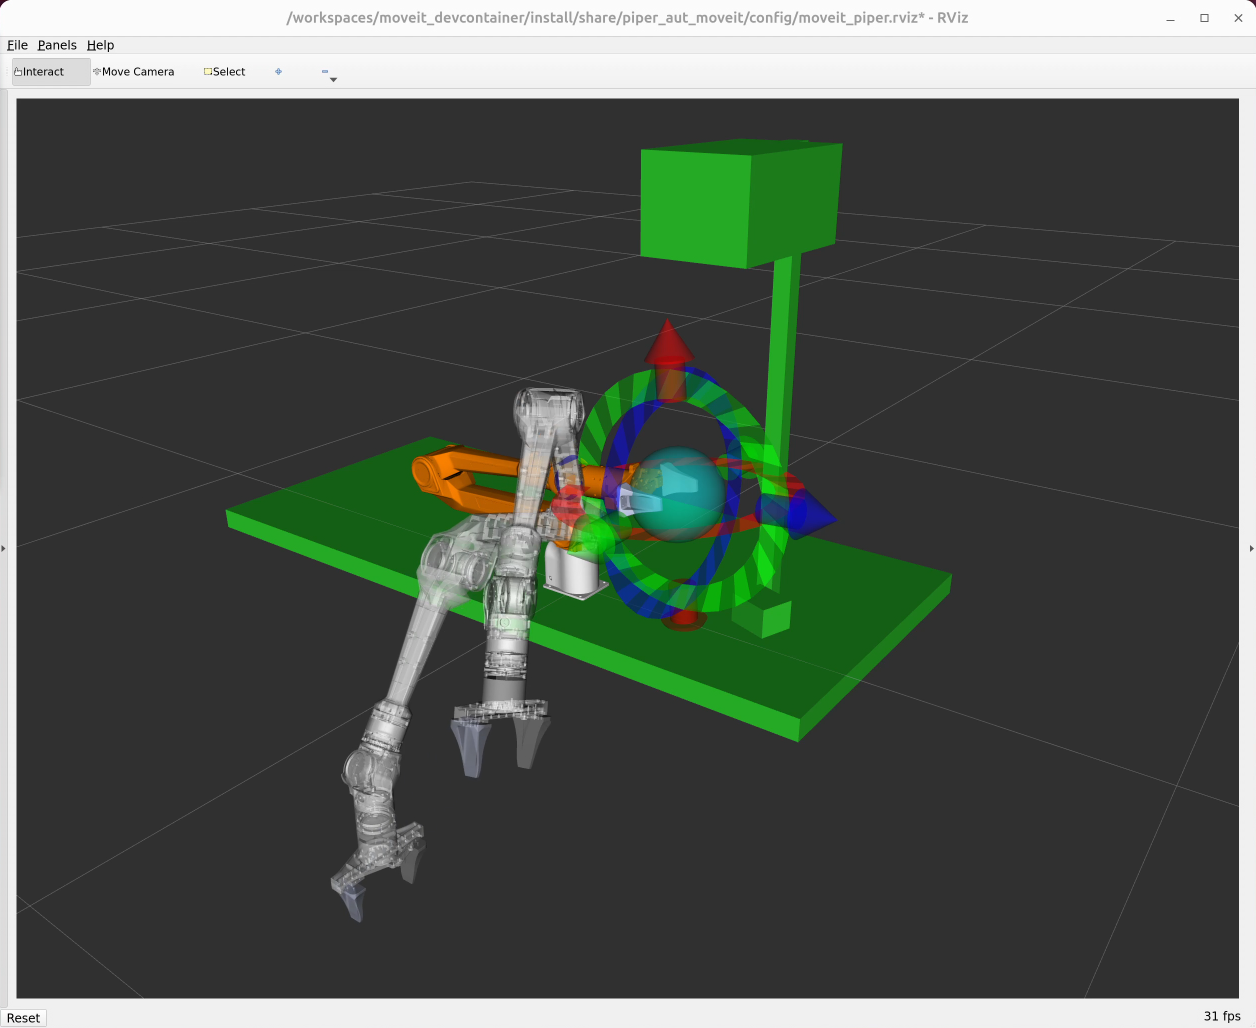 /workspaces/moveit_devcontainer/install/share/piper_aut_moveit/config/moveit_piper.rviz* - RViz
File Panels Help
Interact Move Camera Select
Reset 31 fps